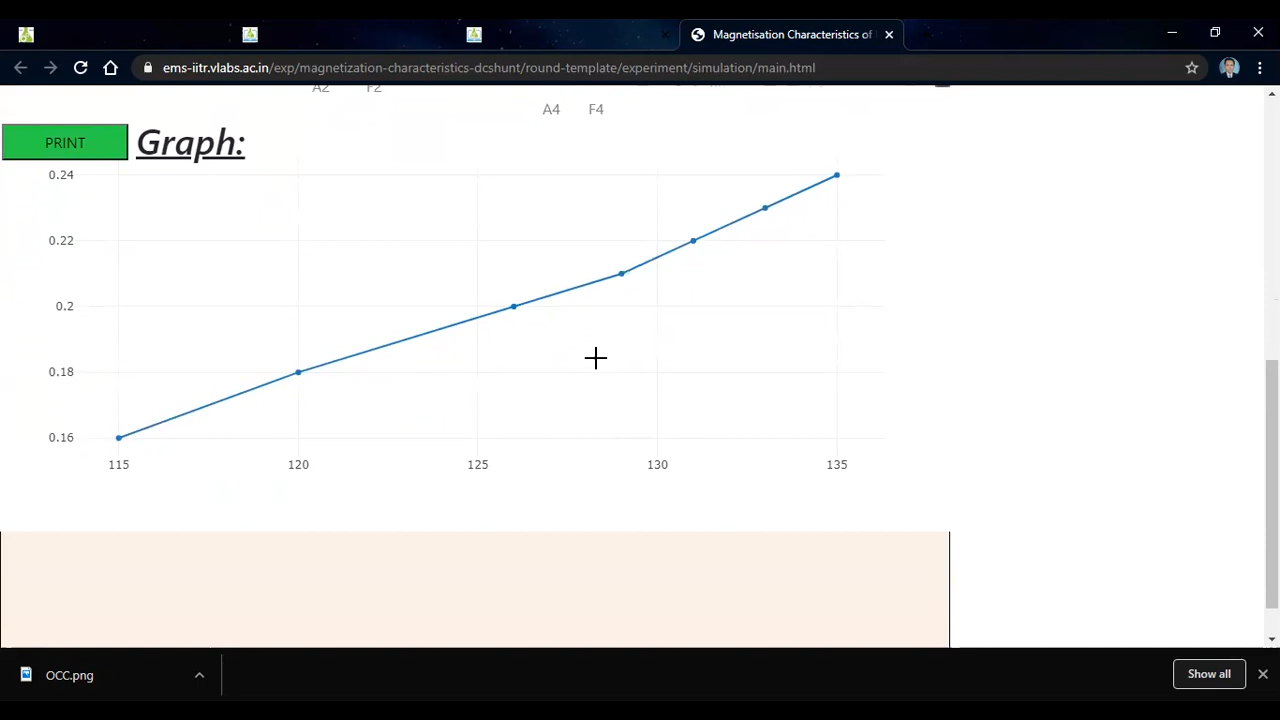 Magnetisation Characteristics of
ems-iitr.vlabs.ac.in/exp/magnetization-characteristics-dcshunt/round-template/experiment/simulation/main.html
A2 F2
A4 F4
PRINT
Graph:
0.24
0.22
0.2
0.18
0.16
115 120 125 130 135
OCC.png
Show all